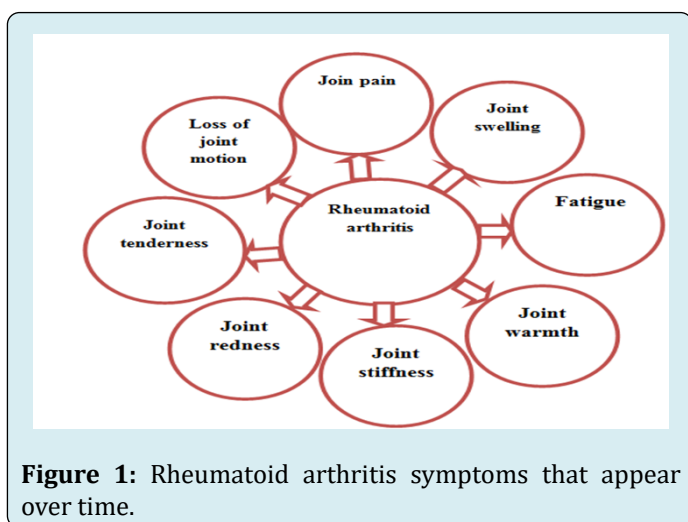 Join pain
Joint
swelling
Loss of
joint
motion
Rheumatoid
arthritis
Fatigue
Joint
tenderness
Joint
warmth
Joint
redness
Joint
stiffness
Figure 1: Rheumatoid arthritis symptoms that appear
over time.